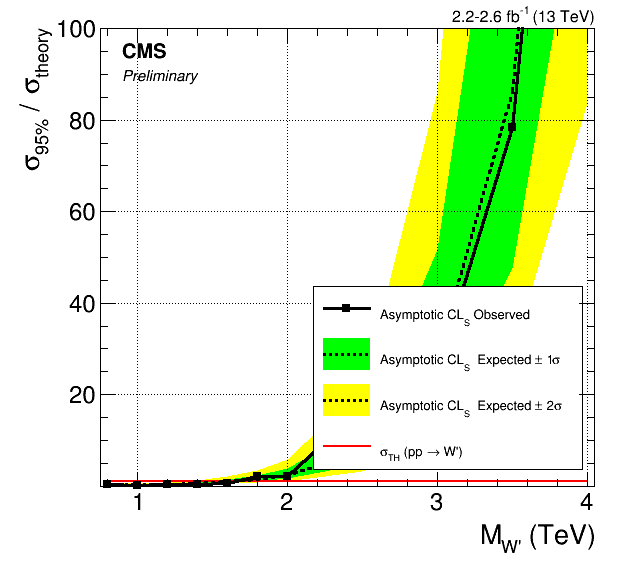 2.2-2.6 fb⁻¹ (13 TeV)
σ95% / σtheory
CMS
Preliminary
100
80
60
40
20
Asymptotic CLS Observed
Asymptotic CLS Expected ± 1σ
Asymptotic CLS Expected ± 2σ
σTH (pp → W')
1 2 3 4
MW' (TeV)